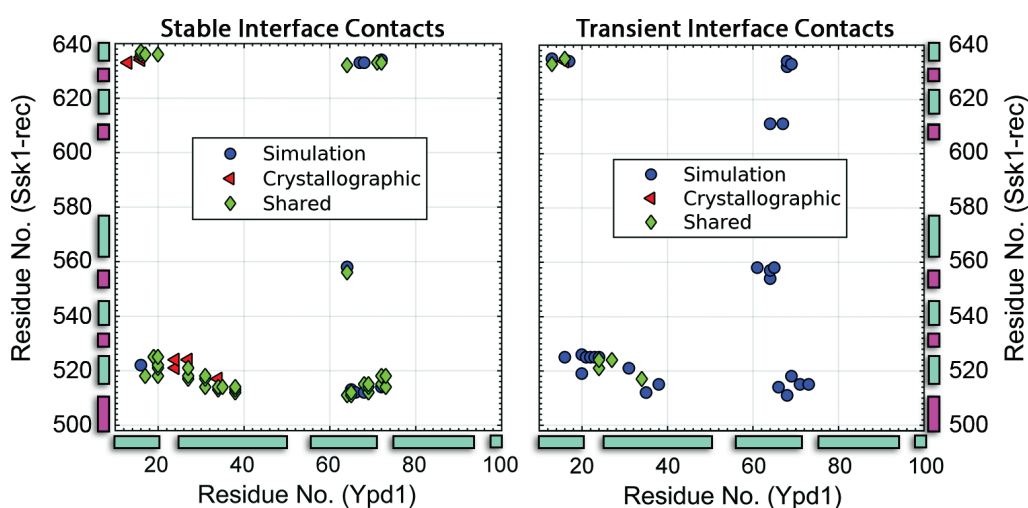 Stable Interface Contacts
Transient Interface Contacts
Residue No. (Ssk1-rec)
640
620
600
580
560
540
520
500
Simulation
Crystallographic
Shared
20
40
60
80
100
Residue No. (Ypd1)
Simulation
Crystallographic
Shared
20
40
60
80
100
Residue No. (Ypd1)
640
620
600
580
560
540
520
500
Residue No. (Ssk1-rec)